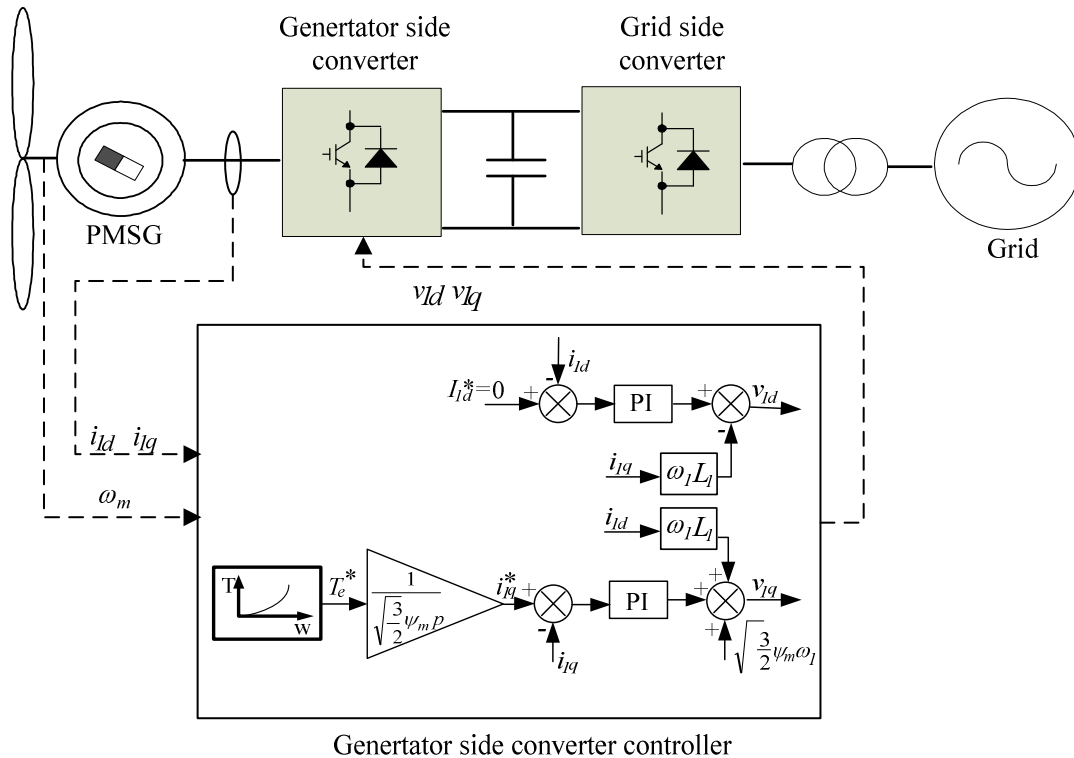 Genertator side
converter
Grid side
converter
PMSG
Grid
v1d v1q
i1d i1q
ωm
i1d
I1d*=0
+
-
PI
+
-
v1d
i1q
ω1L1
i1d
ω1L1
T
w
Te*
1
√3/2 ψm p
i1q*
+
-
i1q
PI
+
+
+
v1q
√3/2 ψmω1
Genertator side converter controller